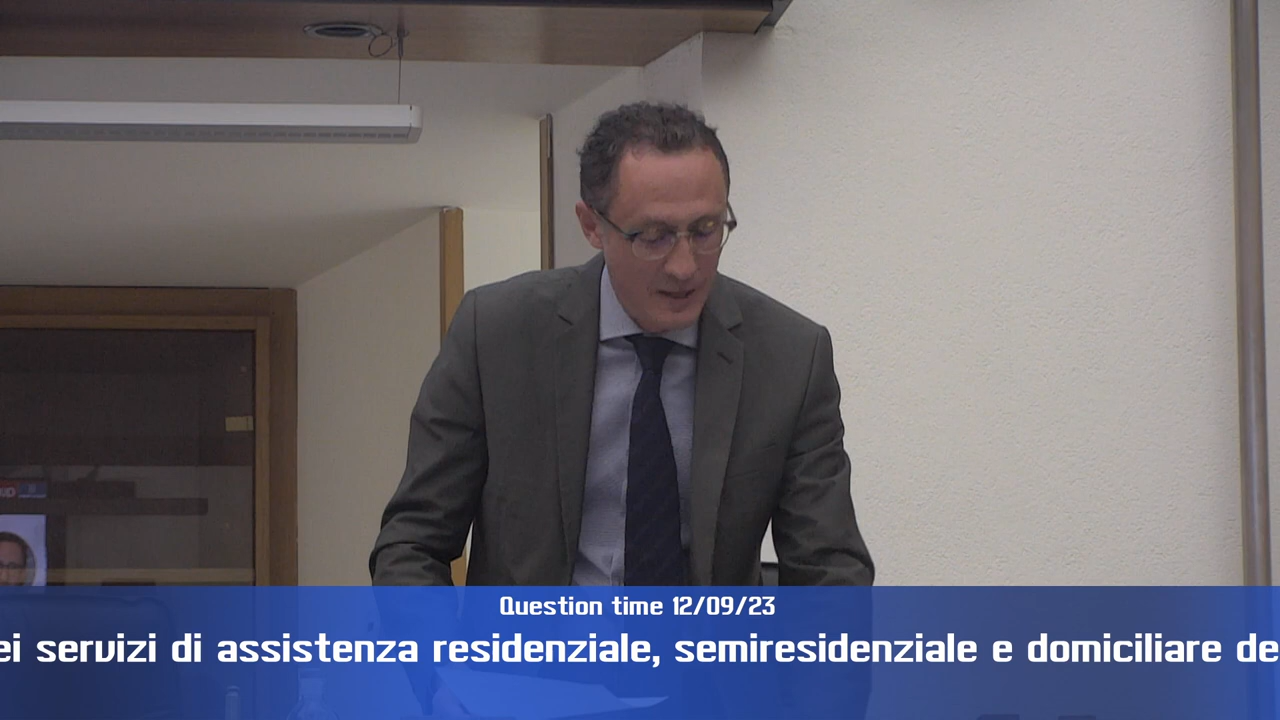 Question time 12/09/23
ei servizi di assistenza residenziale, semiresidenziale e domiciliare de